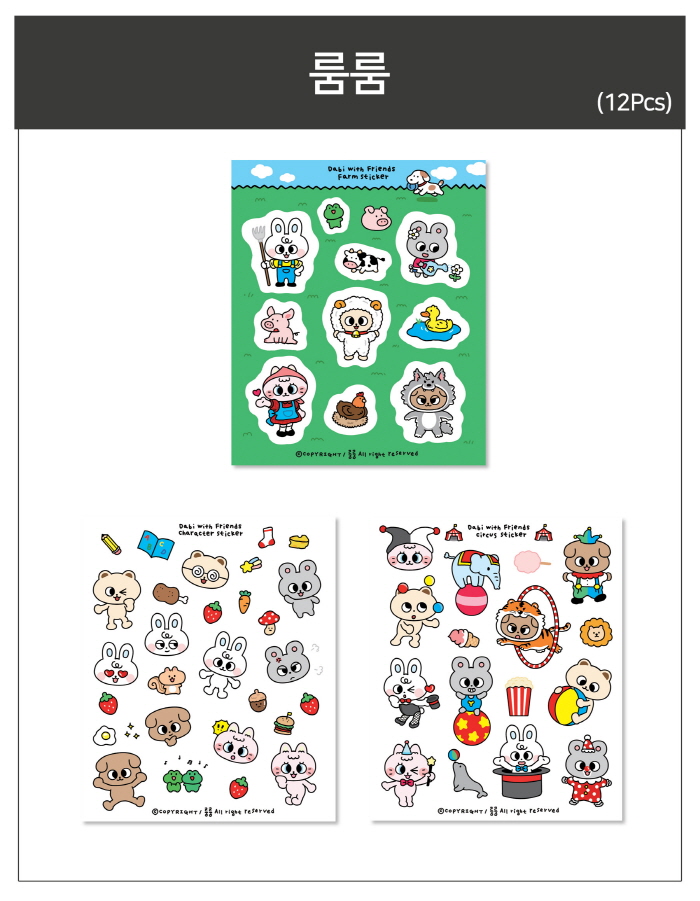 룸룸
(12Pcs)
Dabi with Friends
Farm Sticker
©COPYRIGHT / 룸룸 All right reserved
Dabi with Friends
Character Sticker
Dabi with Friends
Circus Sticker
©COPYRIGHT / 룸룸 All right reserved
©COPYRIGHT / 룸룸 All right reserved